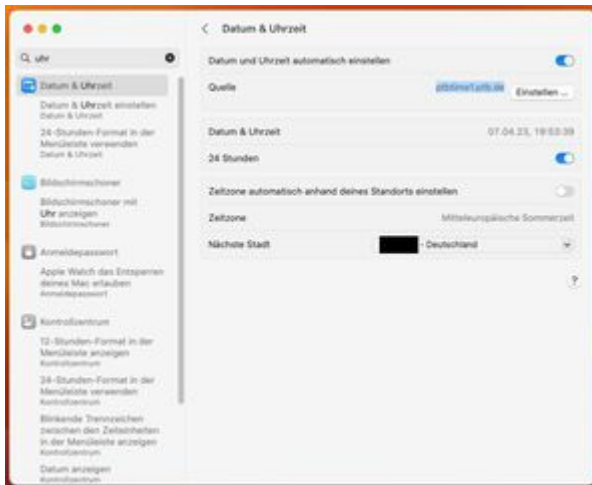 Datum & Uhrzeit
uhr
Datum & Uhrzeit
Datum & Uhrzeit einstellen
Datum & Uhrzeit
24-Stunden-Format in der
Menüleiste verwenden
Datum & Uhrzeit
Bildschirmschoner
Bildschirmschoner mit
Uhr anzeigen
Bildschirmschoner
Anmeldepasswort
Apple Watch das Entsperren
deines Mac erlauben
Anmeldepasswort
Kontrollzentrum
12-Stunden-Format in der
Menüleiste anzeigen
Kontrollzentrum
24-Stunden-Format in der
Menüleiste verwenden
Kontrollzentrum
Blinkende Trennzeichen
zwischen den Zeiteinheiten
in der Menüleiste anzeigen
Kontrollzentrum
Datum anzeigen
Kontrollzentrum
Datum und Uhrzeit automatisch einstellen
Quelle
ptbtime1.ptb.de
Einstellen ...
Datum & Uhrzeit
07.04.23, 19:53:39
24 Stunden
Zeitzone automatisch anhand deines Standorts einstellen
Zeitzone
Mitteleuropäische Sommerzeit
Nächste Stadt
- Deutschland
?